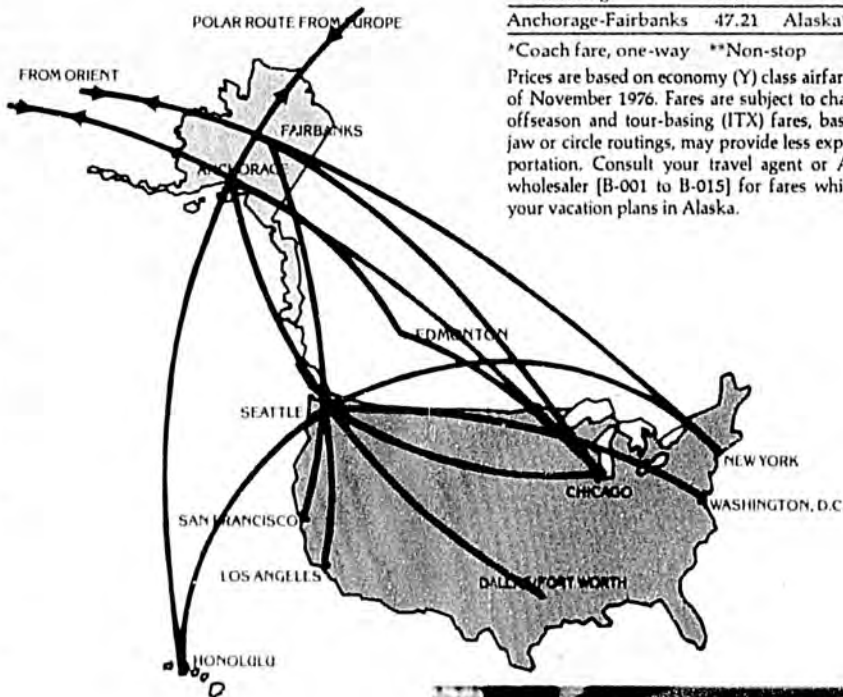 Anchorage-Fairbanks 47.21 Alaska
*Coach fare, one-way **Non-stop
Prices are based on economy (Y) class airfar
of November 1976. Fares are subject to cha
offseason and tour-basing (ITX) fares, bas
jaw or circle routings, may provide less exp
portation. Consult your travel agent or A
wholesaler [B-001 to B-015] for fares whi
your vacation plans in Alaska.
POLAR ROUTE FROM EUROPE
FROM ORIENT
FAIRBANKS
ANCHORAGE
EDMONTON
SEATTLE
NEW YORK
CHICAGO
WASHINGTON, D.C
SAN FRANCISCO
LOS ANGELES
DALLAS/FORT WORTH
HONOLULU